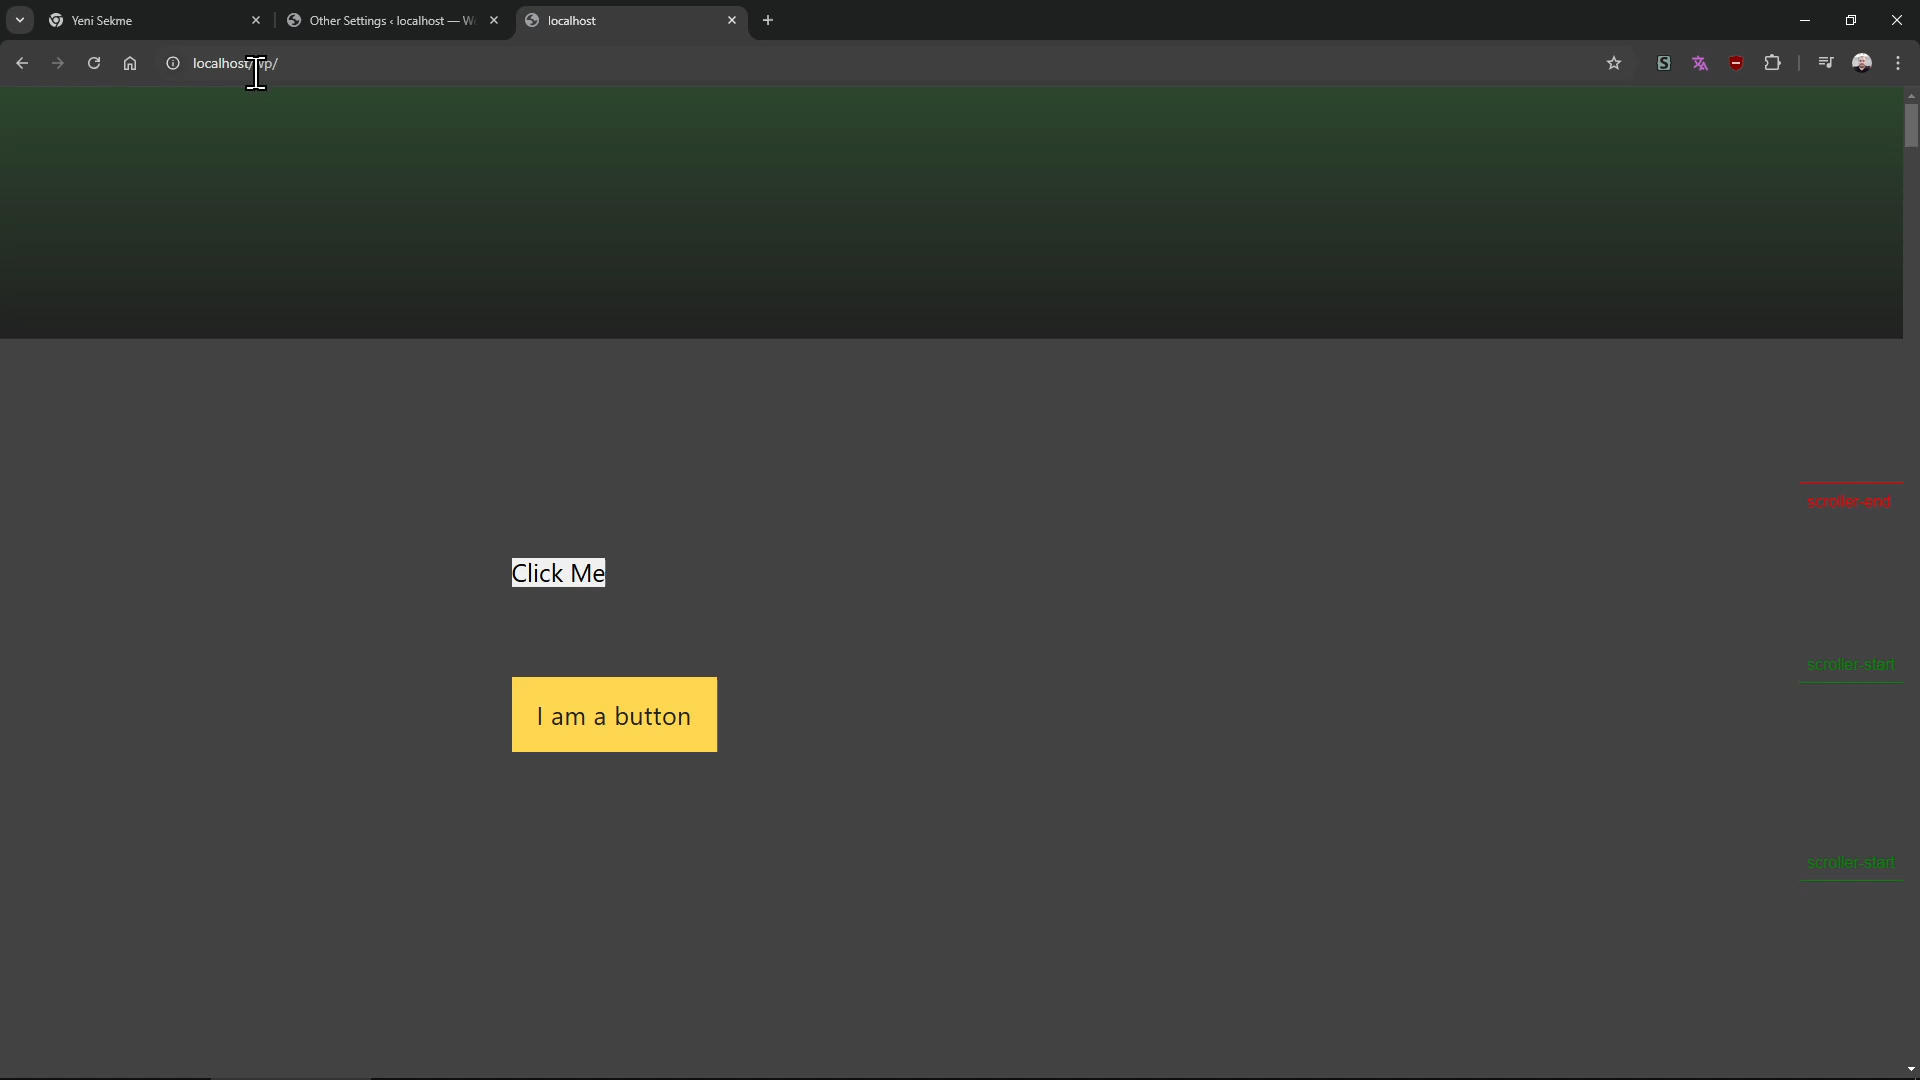 Yeni Sekme
Other Settings ‹ localhost — W
localhost
localhost/wp/
scroller-end
Click Me
scroller-start
I am a button
scroller-start